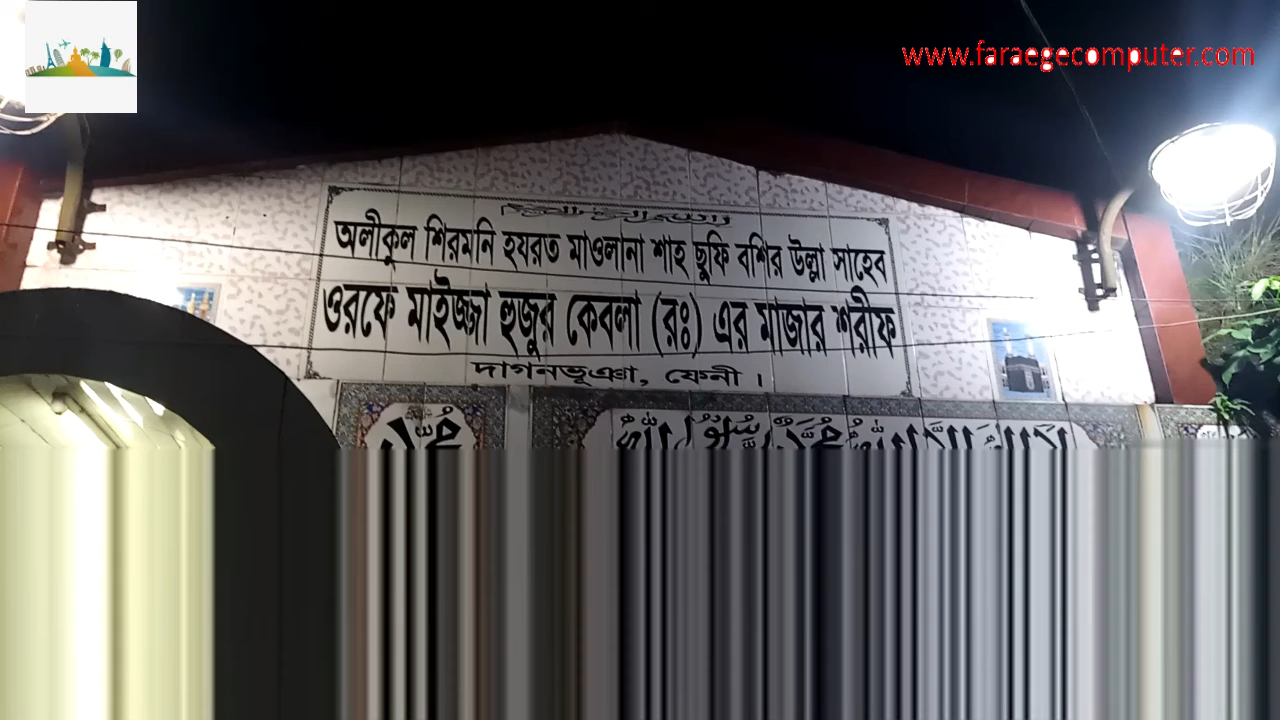 www.faraegecomputer.com
অলীকুল শিরমনি হযরত মাওলানা শাহ ছুফি বশির উল্লা সাহেব
ওরফে মাইজ্জা হুজুর কেবলা (রঃ) এর মাজার শরীফ
দাগনভূঞা, ফেনী ।